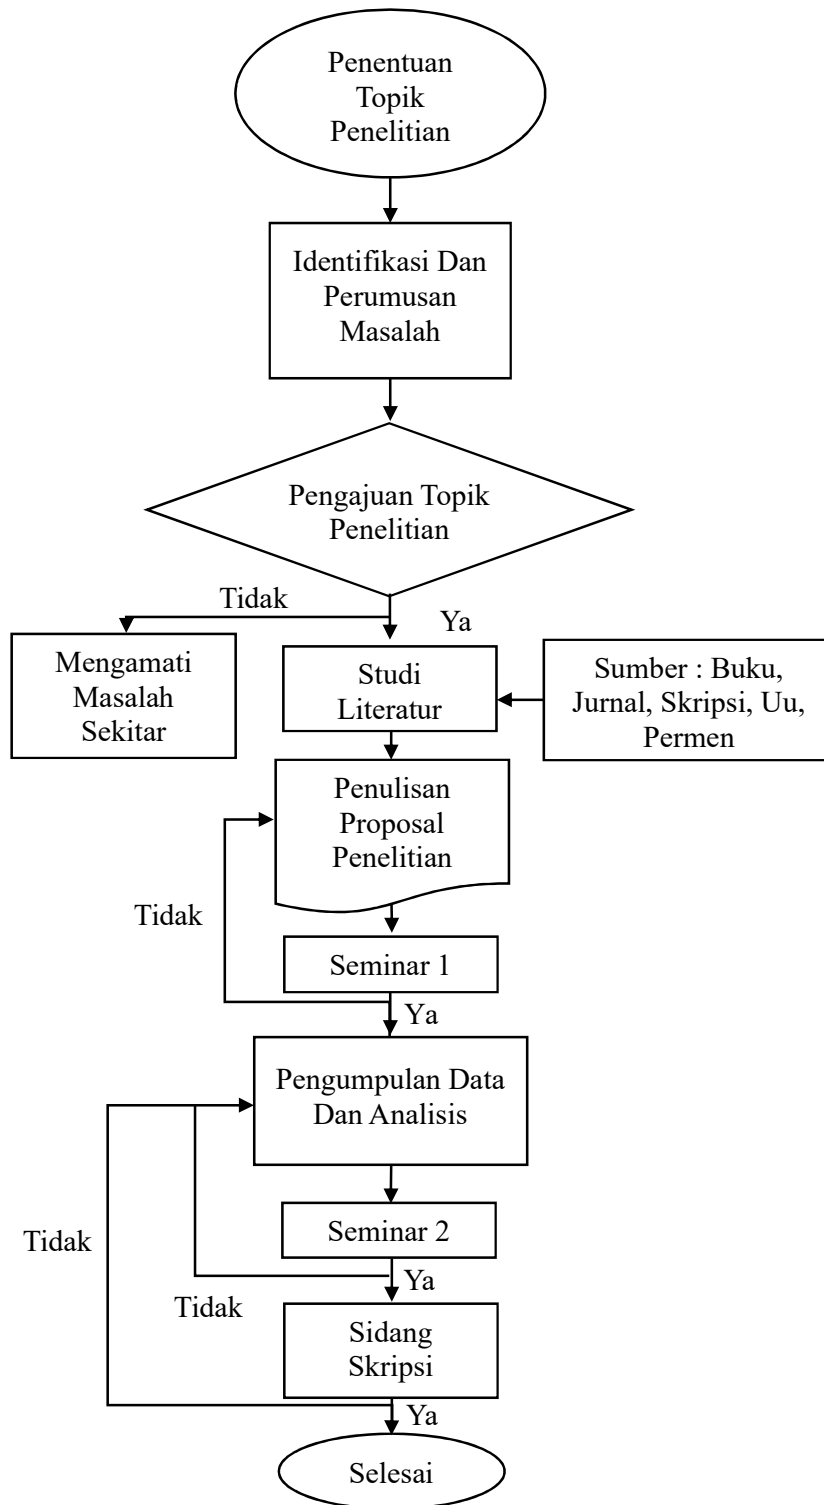 Penentuan
Topik
Penelitian
Identifikasi Dan
Perumusan
Masalah
Pengajuan Topik
Penelitian
Tidak
Ya
Mengamati
Masalah
Sekitar
Studi
Literatur
Sumber : Buku,
Jurnal, Skripsi, Uu,
Permen
Penulisan
Proposal
Penelitian
Tidak
Seminar 1
Ya
Pengumpulan Data
Dan Analisis
Seminar 2
Tidak
Ya
Tidak
Sidang
Skripsi
Ya
Selesai